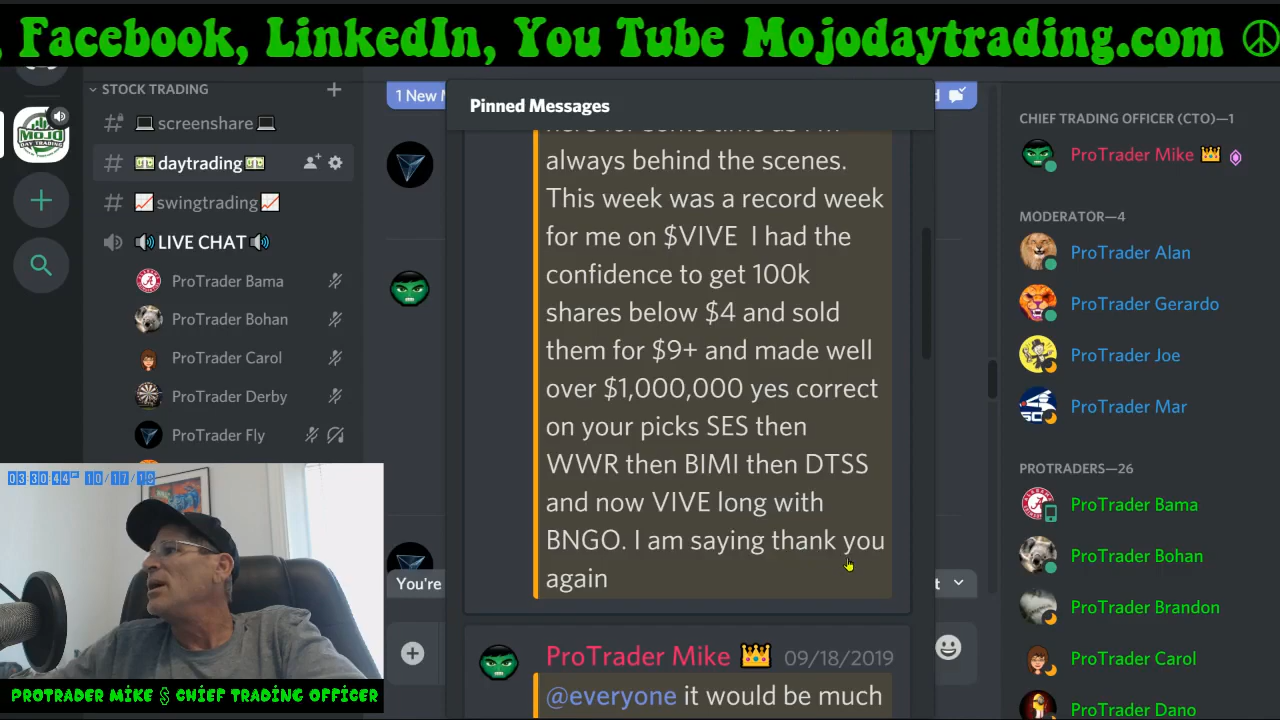 , Facebook, LinkedIn, You Tube Mojodaytrading.com
STOCK TRADING
screenshare
daytrading
swingtrading
LIVE CHAT
ProTrader Bama
ProTrader Bohan
ProTrader Carol
ProTrader Derby
ProTrader Fly
MOJO
DAY TRADING
1 New
Pinned Messages
always behind the scenes.
This week was a record week
for me on $VIVE I had the
confidence to get 100k
shares below $4 and sold
them for $9+ and made well
over $1,000,000 yes correct
on your picks SES then
WWR then BIMI then DTSS
and now VIVE long with
BNGO. I am saying thank you
again
You're
ProTrader Mike 09/18/2019
@everyone it would be much
CHIEF TRADING OFFICER (CTO)—1
ProTrader Mike
MODERATOR—4
ProTrader Alan
ProTrader Gerardo
ProTrader Joe
ProTrader Mar
PROTRADERS—26
ProTrader Bama
ProTrader Bohan
ProTrader Brandon
ProTrader Carol
ProTrader Dano
PROTRADER MIKE § CHIEF TRADING OFFICER